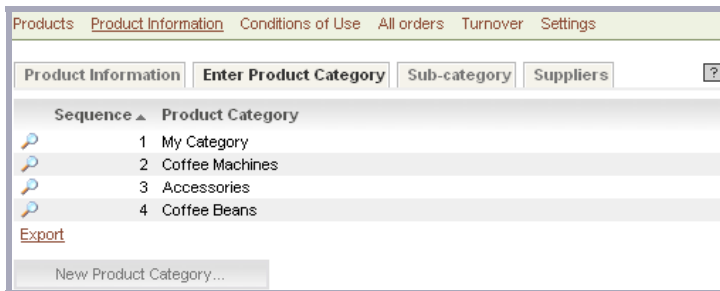 Products Product Information Conditions of Use All orders Turnover Settings
Product Information Enter Product Category Sub-category Suppliers ?
Sequence Product Category
1 My Category
2 Coffee Machines
3 Accessories
4 Coffee Beans
Export
New Product Category...